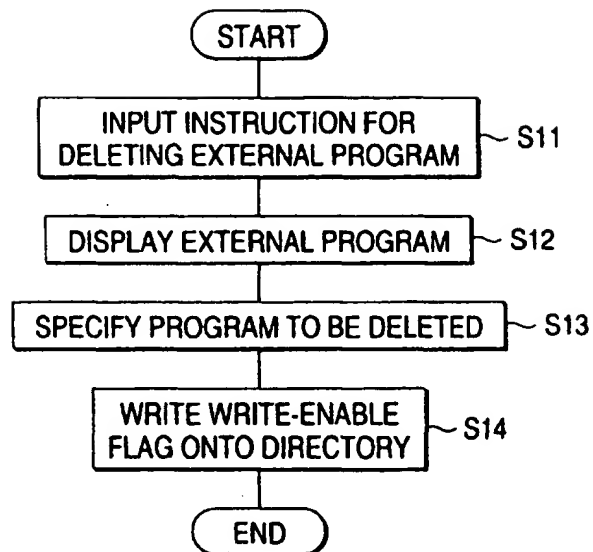 START
INPUT INSTRUCTION FOR
DELETING EXTERNAL PROGRAM
S11
DISPLAY EXTERNAL PROGRAM
S12
SPECIFY PROGRAM TO BE DELETED
S13
WRITE WRITE-ENABLE
FLAG ONTO DIRECTORY
S14
END